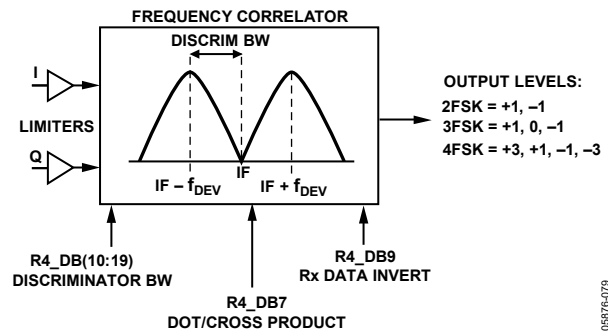 FREQUENCY CORRELATOR
DISCRIM BW
I
LIMITERS
Q
IF
IF – fDEV
IF + fDEV
OUTPUT LEVELS:
2FSK = +1, –1
3FSK = +1, 0, –1
4FSK = +3, +1, –1, –3
R4_DB(10:19)
DISCRIMINATOR BW
R4_DB7
DOT/CROSS PRODUCT
R4_DB9
Rx DATA INVERT
05876-079